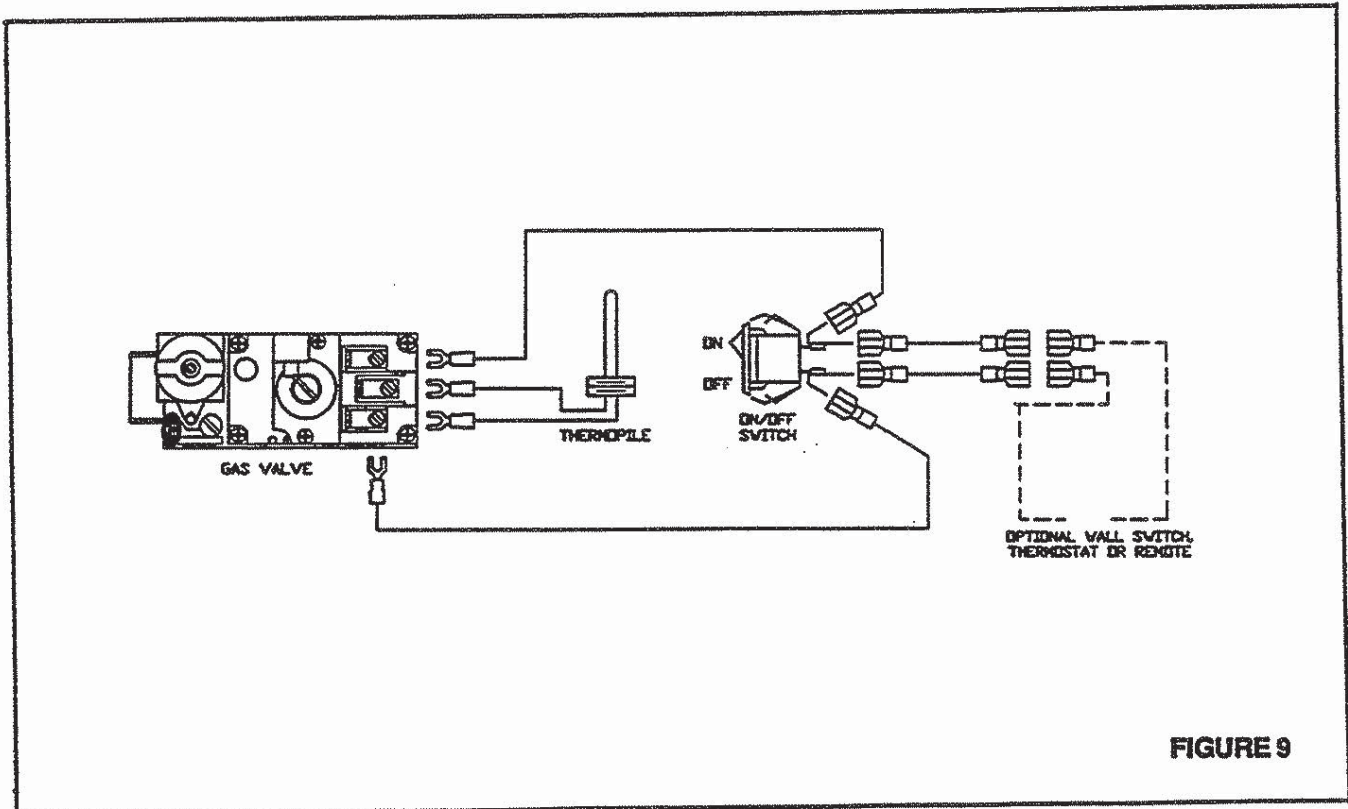 ON
OFF
ON/OFF
SWITCH
THERMOPILE
GAS VALVE
OPTIONAL WALL SWITCH,
THERMOSTAT OR REMOTE
FIGURE 9